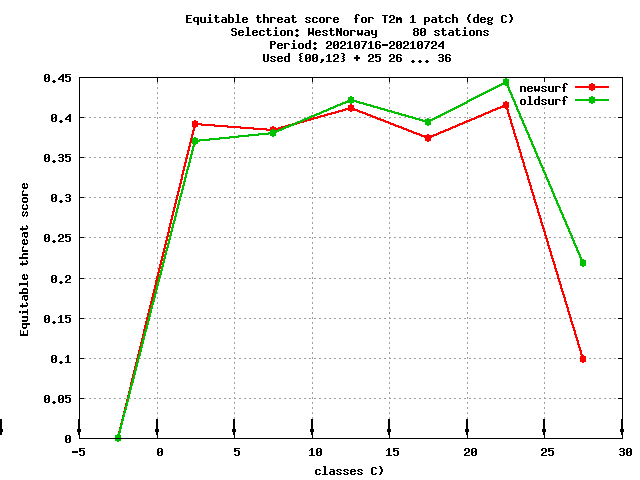 Equitable threat score  for T2m 1 patch (deg C)
Selection: WestNorway     80 stations
Period: 20210716-20210724
Used {00,12} + 25 26 ... 36
newsurf
oldsurf
Equitable threat score
0.45
0.4
0.35
0.3
0.25
0.2
0.15
0.1
0.05
0
-5 0 5 10 15 20 25 30
classes C)